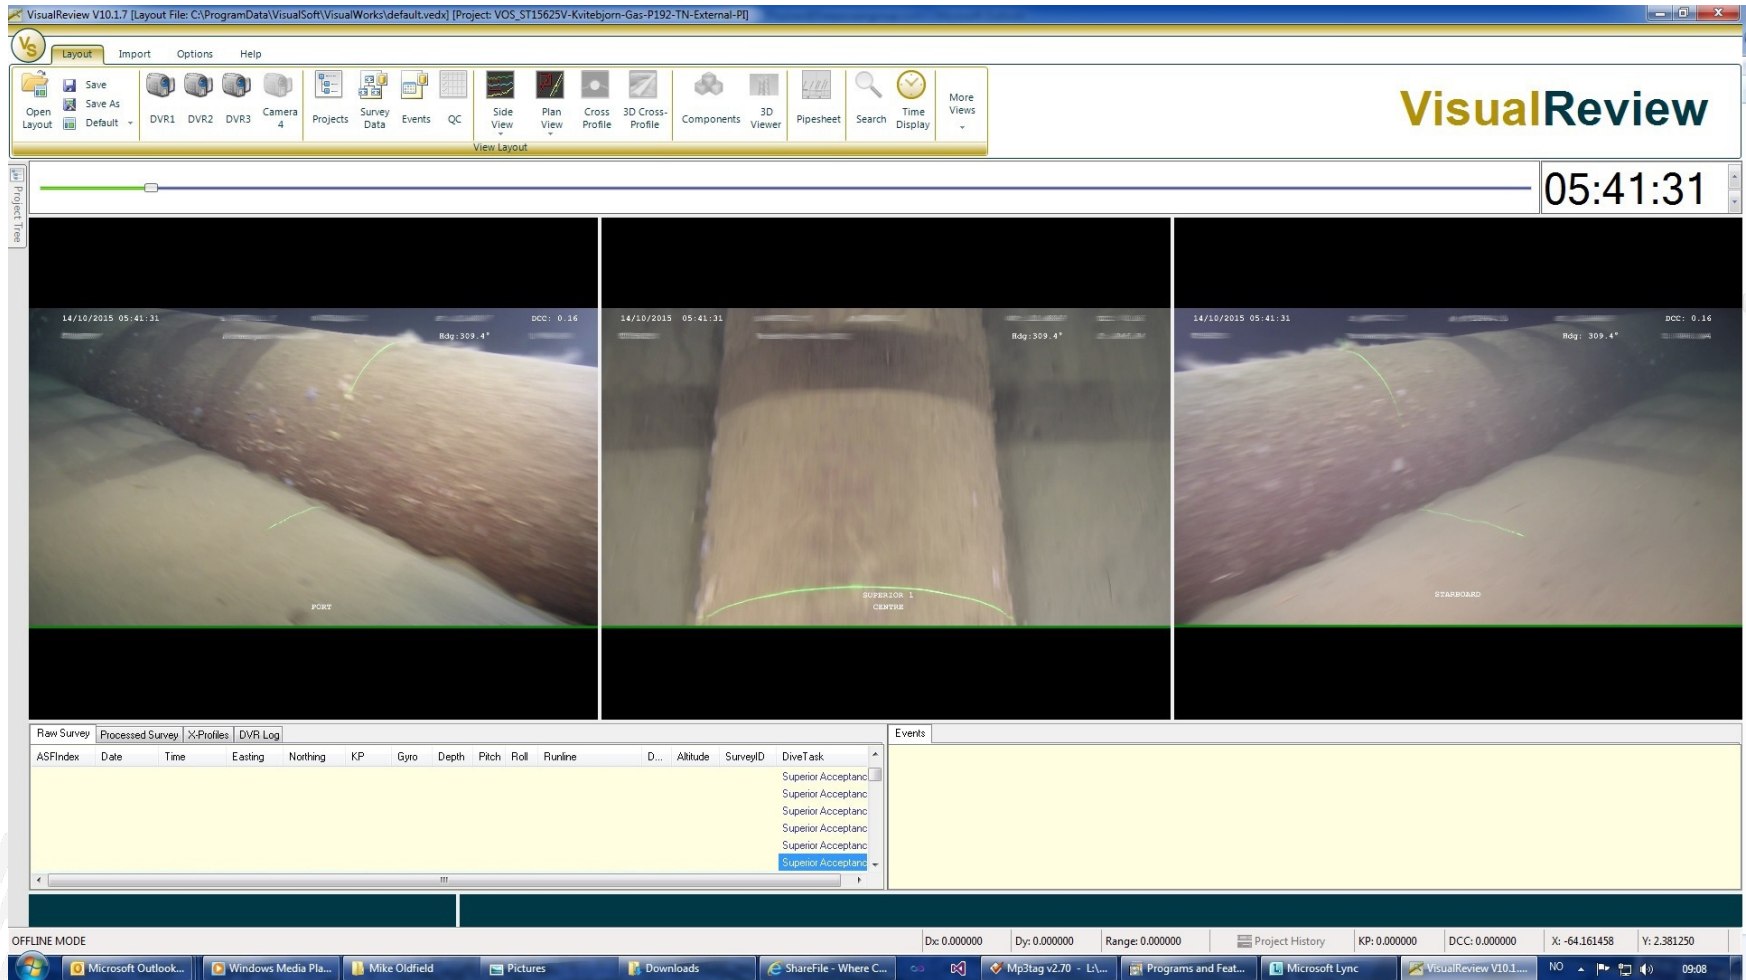 VisualReview V10.1.7 [Layout File: C:\ProgramData\VisualSoft\VisualWorks\default.vedx] [Project: VOS_ST15625V-Kvitebjorn-Gas-P192-TN-External-PI]
VS Layout Import Options Help
Open Layout
Save
Save As
Default
DVR1 DVR2 DVR3 Camera 4 Projects Survey Data Events QC Side View Plan View Cross Profile 3D Cross-Profile Components 3D Viewer Pipesheet Search Time Display More Views
View Layout
VisualReview
Project Tree
05:41:31
14/10/2015 05:41:31 DCC: 0.16
Hdg:309.4°
PORT
14/10/2015 05:41:31
Hdg:309.4°
SUPERIOR 1
CENTRE
14/10/2015 05:41:31 DCC: 0.16
Hdg: 309.4°
STARBOARD
Raw Survey Processed Survey X-Profiles DVR Log
ASFIndex Date Time Easting Northing KP Gyro Depth Pitch Roll Runline D... Altitude SurveyID DiveTask
Superior Acceptanc
Superior Acceptanc
Superior Acceptanc
Superior Acceptanc
Superior Acceptanc
Superior Acceptanc
Events
OFFLINE MODE Dx: 0.000000 Dy: 0.000000 Range: 0.000000 Project History KP: 0.000000 DCC: 0.000000 X: -64.161458 Y: 2.381250
Microsoft Outlook... Windows Media Pla... Mike Oldfield Pictures Downloads ShareFile - Where C... Mp3tag v2.70 - L:\... Programs and Feat... Microsoft Lync VisualReview V10.1.... NO 09:08